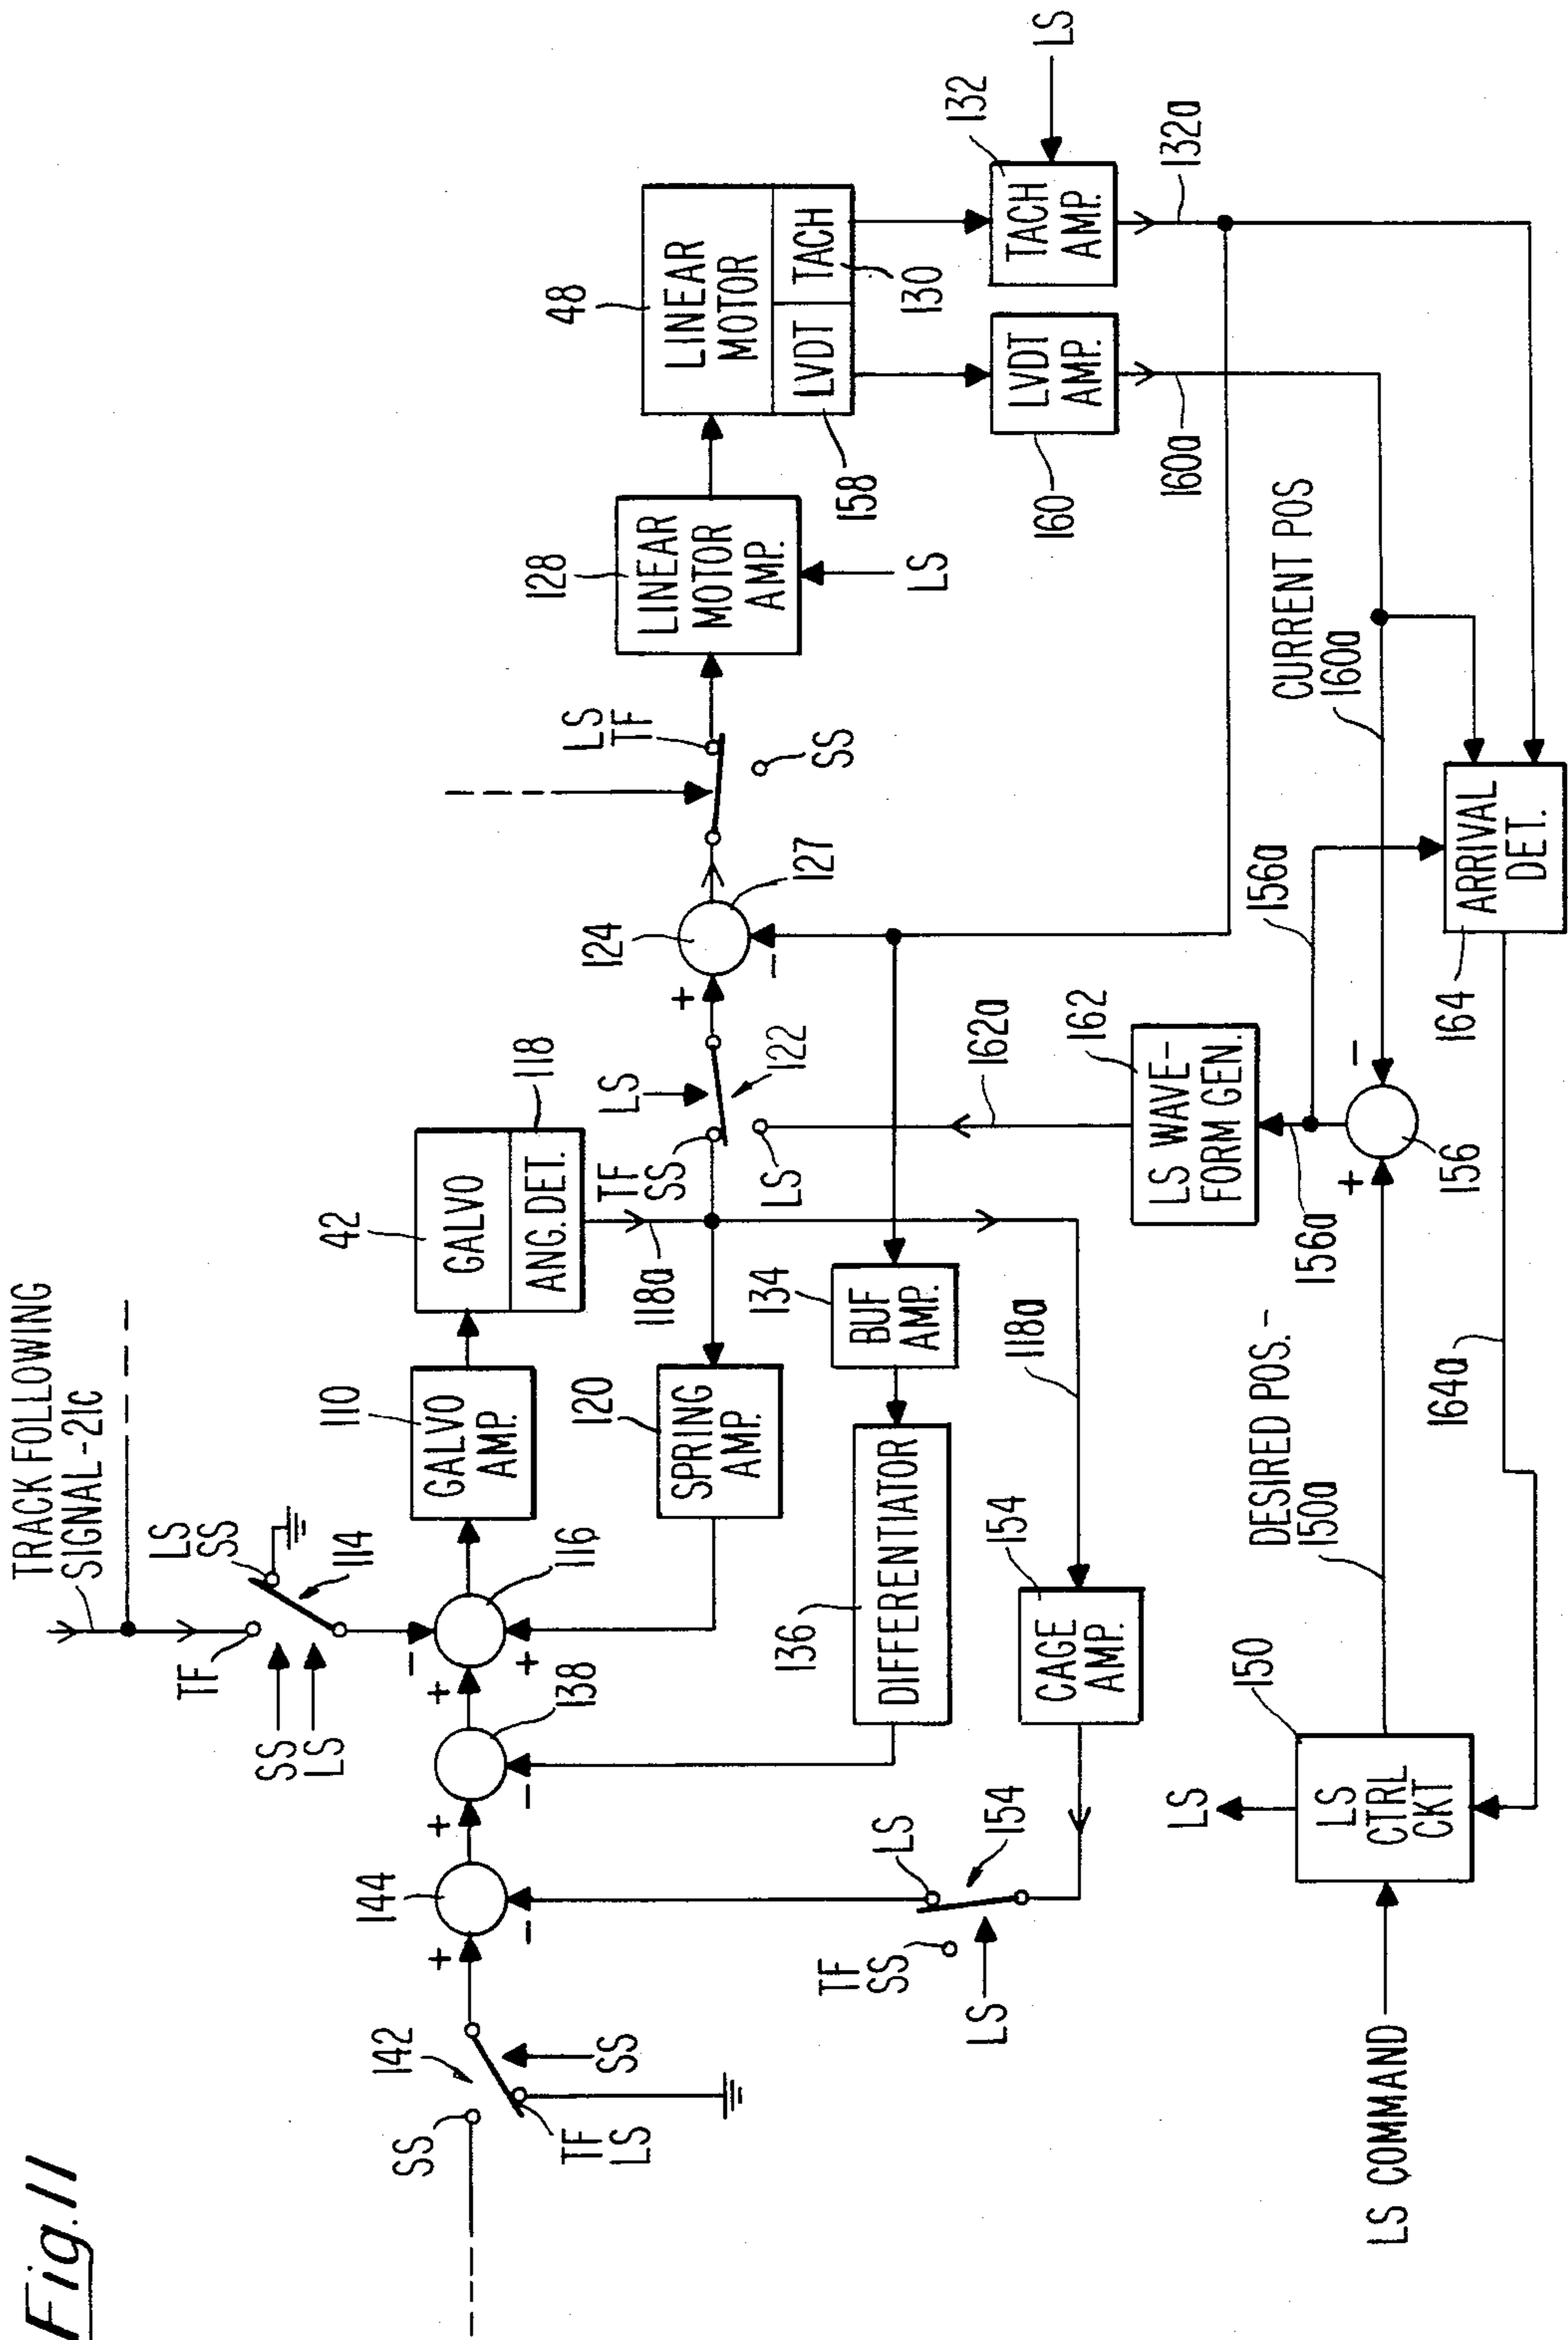 Fig. 11
TRACK FOLLOWING
SIGNAL-21c
LS
SS
114
TF
SS
LS
110
GALVO
AMP.
42
GALVO
ANG. DET.
118
116
-
+
+
138
+
-
144
+
-
142
SS
SS
TF
LS
118a
TF
SS
LS
122
LS
120
SPRING
AMP.
124
+
-
127
LS
TF
SS
128
LINEAR
MOTOR
AMP.
LS
48
LINEAR
MOTOR
LVDT
TACH
158
130
132
LS
TACH
AMP.
132a
160
LVDT
AMP.
160a
134
BUF
AMP.
136
DIFFERENTIATOR
118a
154
CAGE
AMP.
LS
154
TF
SS
LS
162a
162
LS WAVE-
FORM GEN.
156a
156a
CURRENT POS
160a
-
+
156
DESIRED POS.-
150a
164
ARRIVAL
DET.
164a
150
LS
LS
CTRL
CKT
LS COMMAND